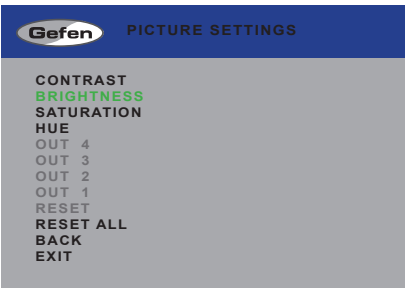 Gefen PICTURE SETTINGS
CONTRAST
BRIGHTNESS
SATURATION
HUE
OUT 4
OUT 3
OUT 2
OUT 1
RESET
RESET ALL
BACK
EXIT